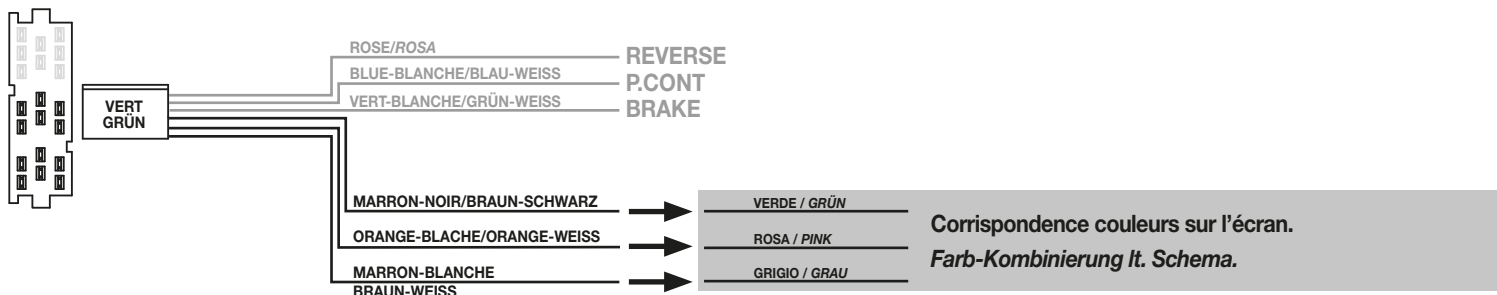 ROSE/ROSA
REVERSE
BLUE-BLANCHE/BLAU-WEISS
P.CONT
VERT-BLANCHE/GRÜN-WEISS
BRAKE
VERT
GRÜN
MARRON-NOIR/BRAUN-SCHWARZ
VERDE / GRÜN
ORANGE-BLACHE/ORANGE-WEISS
ROSA / PINK
MARRON-BLANCHE
BRAUN-WEISS
GRIGIO / GRAU
Corrispondence couleurs sur l'écran.
Farb-Kombinierung lt. Schema.